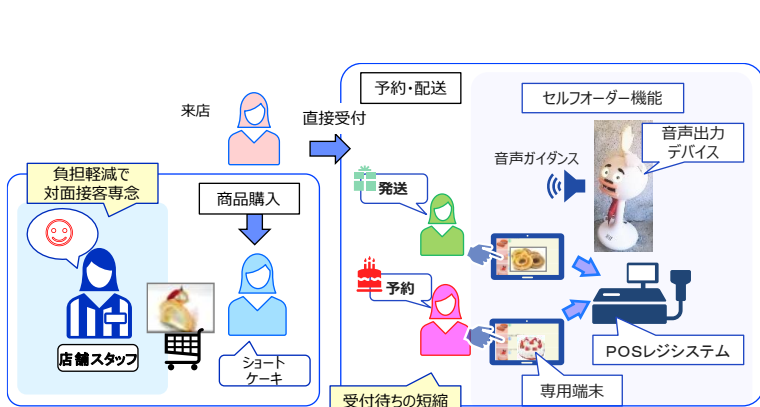 来店
直接受付
予約・配送
セルフオーダー機能
音声ガイダンス
音声出力
デバイス
発送
予約
POSレジシステム
専用端末
受付待ちの短縮
負担軽減で
対面接客専念
商品購入
店舗スタッフ
ショート
ケーキ